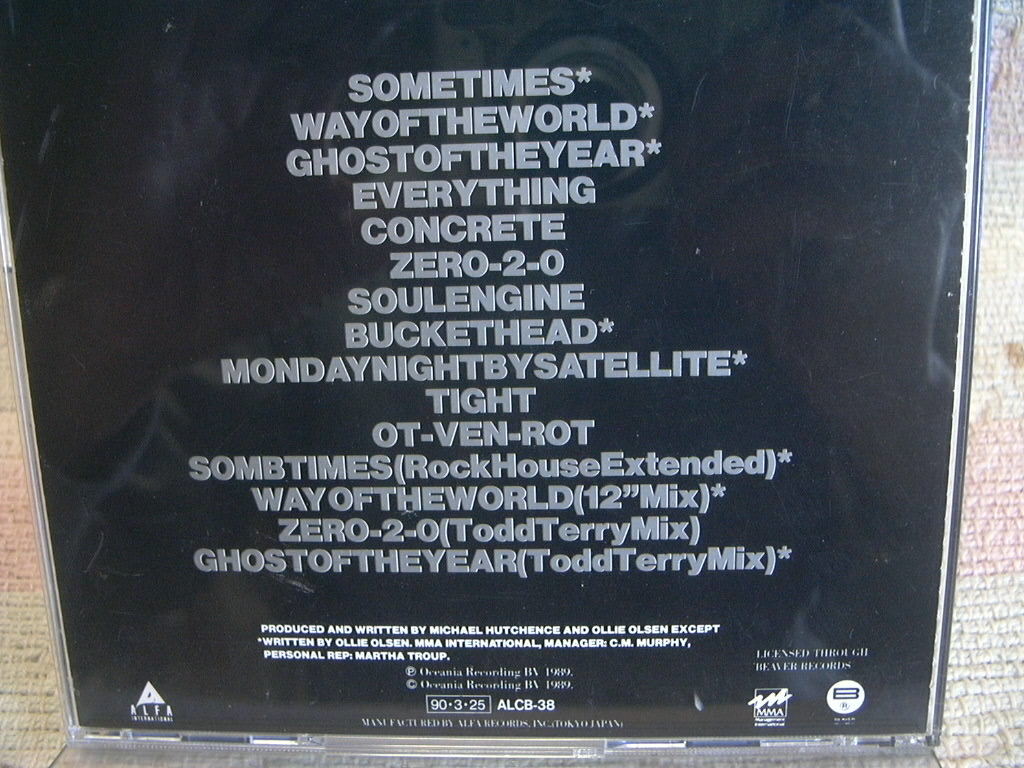 SOMETIMES*
WAYOFTHEWORLD*
GHOSTOFTHEYEAR*
EVERYTHING
CONCRETE
ZERO-2-0
SOULENGINE
BUCKETHEAD*
MONDAYNIGHTBYSATELLITE*
TIGHT
OT-VEN-ROT
SOMBTIMES(RockHouseExtended)*
WAYOFTHEWORLD(12”Mix)*
ZERO-2-0(ToddTerryMix)
GHOSTOFTHEYEAR(ToddTerryMix)*
PRODUCED AND WRITTEN BY MICHAEL HUTCHENCE AND OLLIE OLSEN EXCEPT
*WRITTEN BY OLLIE OLSEN. MMA INTERNATIONAL, MANAGER: C.M. MURPHY,
PERSONAL REP: MARTHA TROUP.
℗ Oceania Recording BV 1989.
© Oceania Recording BV 1989.
90·3·25 ALCB-38
MANUFACTURED BY ALFA RECORDS, INC. (TOKYO JAPAN)
ALFA
INTERNATIONAL
LICENSED THROUGH
BEAVER RECORDS
MMA
Management
International
B